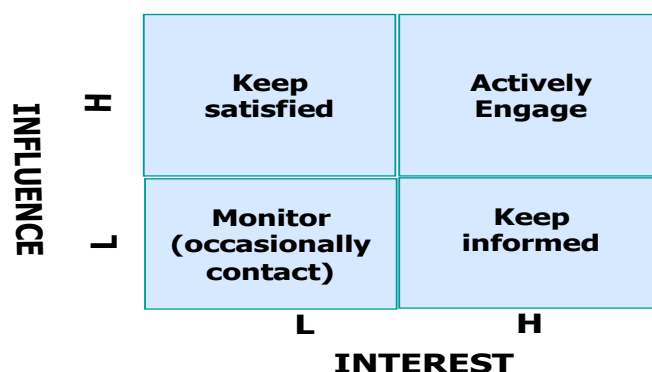 INFLUENCE
H
Keep
satisfied
Actively
Engage
L
Monitor
(occasionally
contact)
Keep
informed
L
H
INTEREST